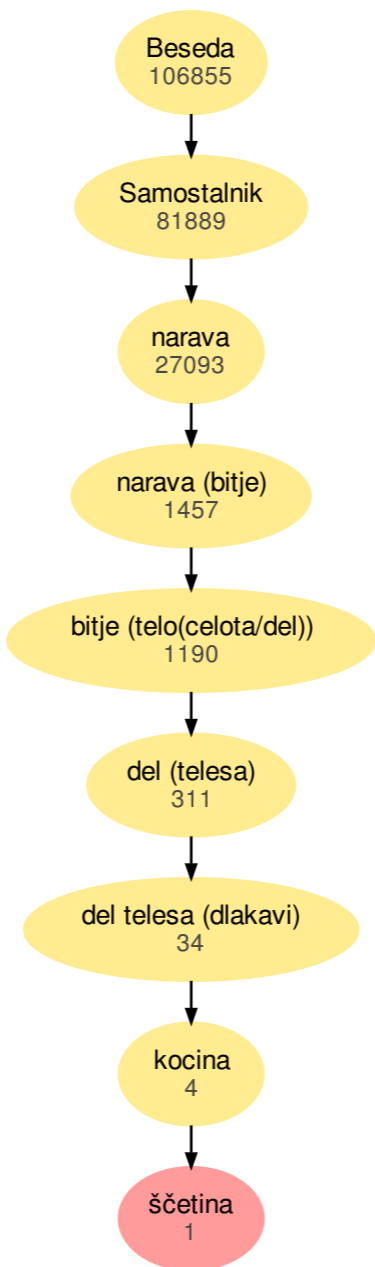 Beseda
106855
Samostalnik
81889
narava
27093
narava (bitje)
1457
bitje (telo(celota/del))
1190
del (telesa)
311
del telesa (dlakavi)
34
kocina
4
ščetina
1